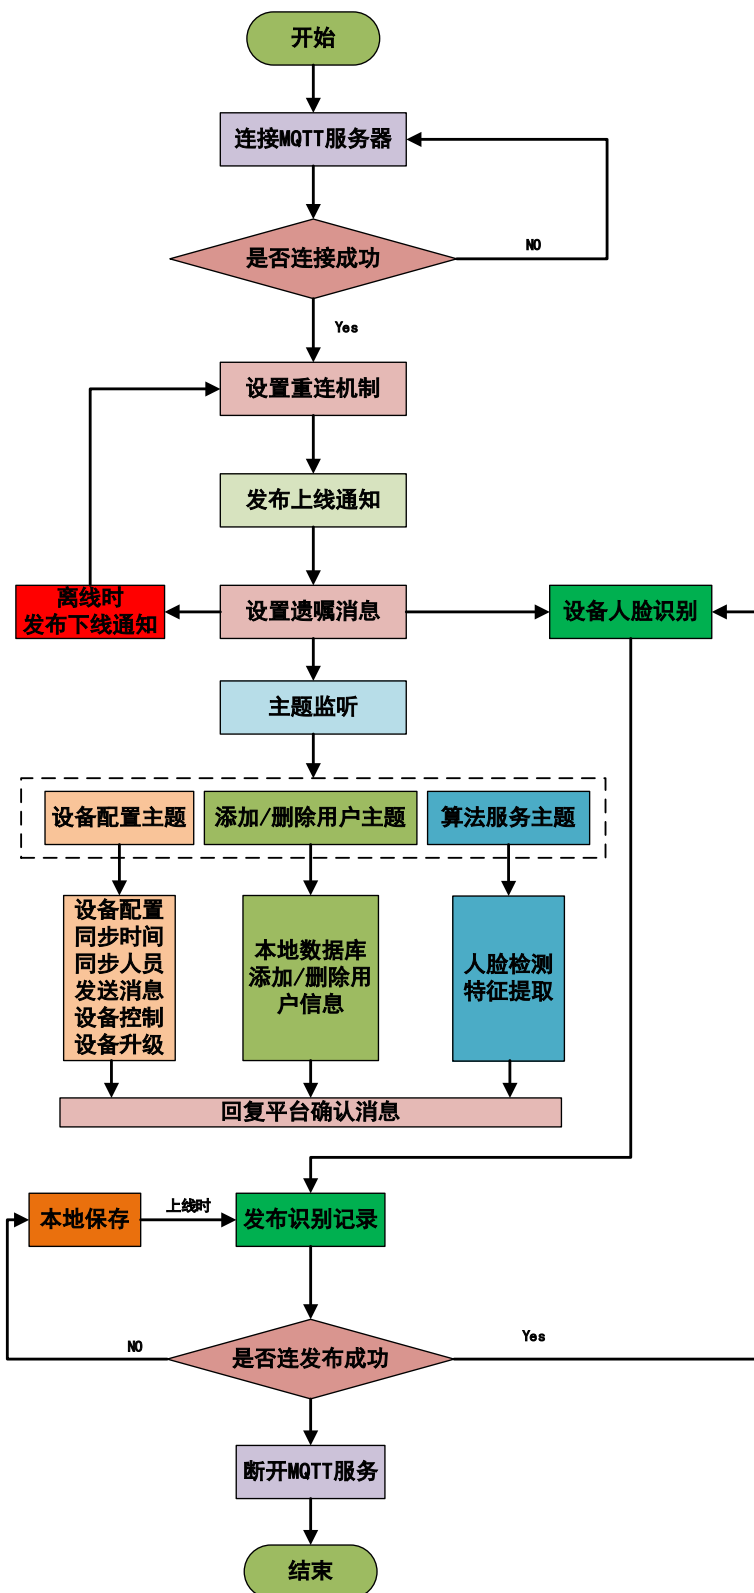 开始
连接MQTT服务器
是否连接成功
NO
Yes
设置重连机制
发布上线通知
离线时
发布下线通知
设置遗嘱消息
设备人脸识别
主题监听
设备配置主题
添加/删除用户主题
算法服务主题
设备配置
同步时间
同步人员
发送消息
设备控制
设备升级
本地数据库
添加/删除用
户信息
人脸检测
特征提取
回复平台确认消息
本地保存
上线时
发布识别记录
NO
是否连发布成功
Yes
断开MQTT服务
结束